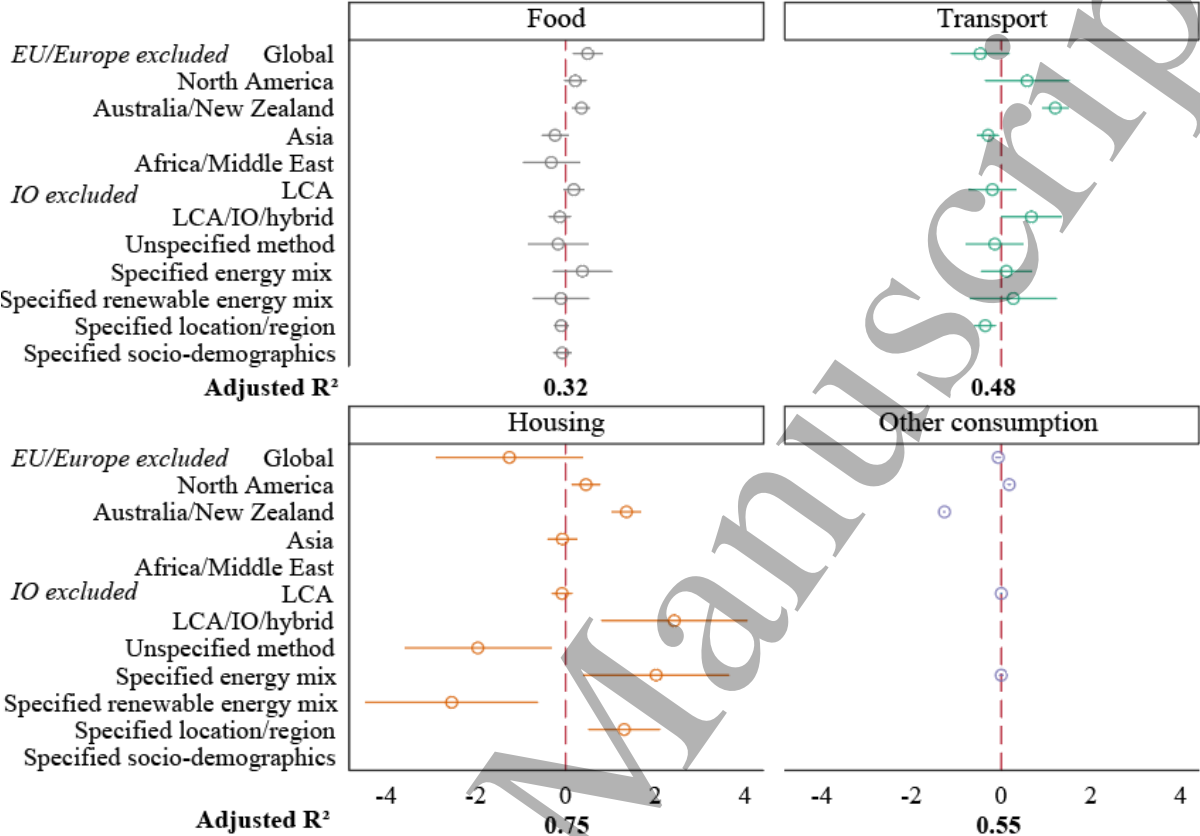 Food Transport
EU/Europe excluded Global
North America
Australia/New Zealand
Asia
Africa/Middle East
IO excluded LCA
LCA/IO/hybrid
Unspecified method
Specified energy mix
Specified renewable energy mix
Specified location/region
Specified socio-demographics
Adjusted R² 0.32 0.48
Housing Other consumption
EU/Europe excluded Global
North America
Australia/New Zealand
Asia
Africa/Middle East
IO excluded LCA
LCA/IO/hybrid
Unspecified method
Specified energy mix
Specified renewable energy mix
Specified location/region
Specified socio-demographics
-4 -2 0 2 4 -4 -2 0 2 4
Adjusted R² 0.75 0.55
Manuscrip